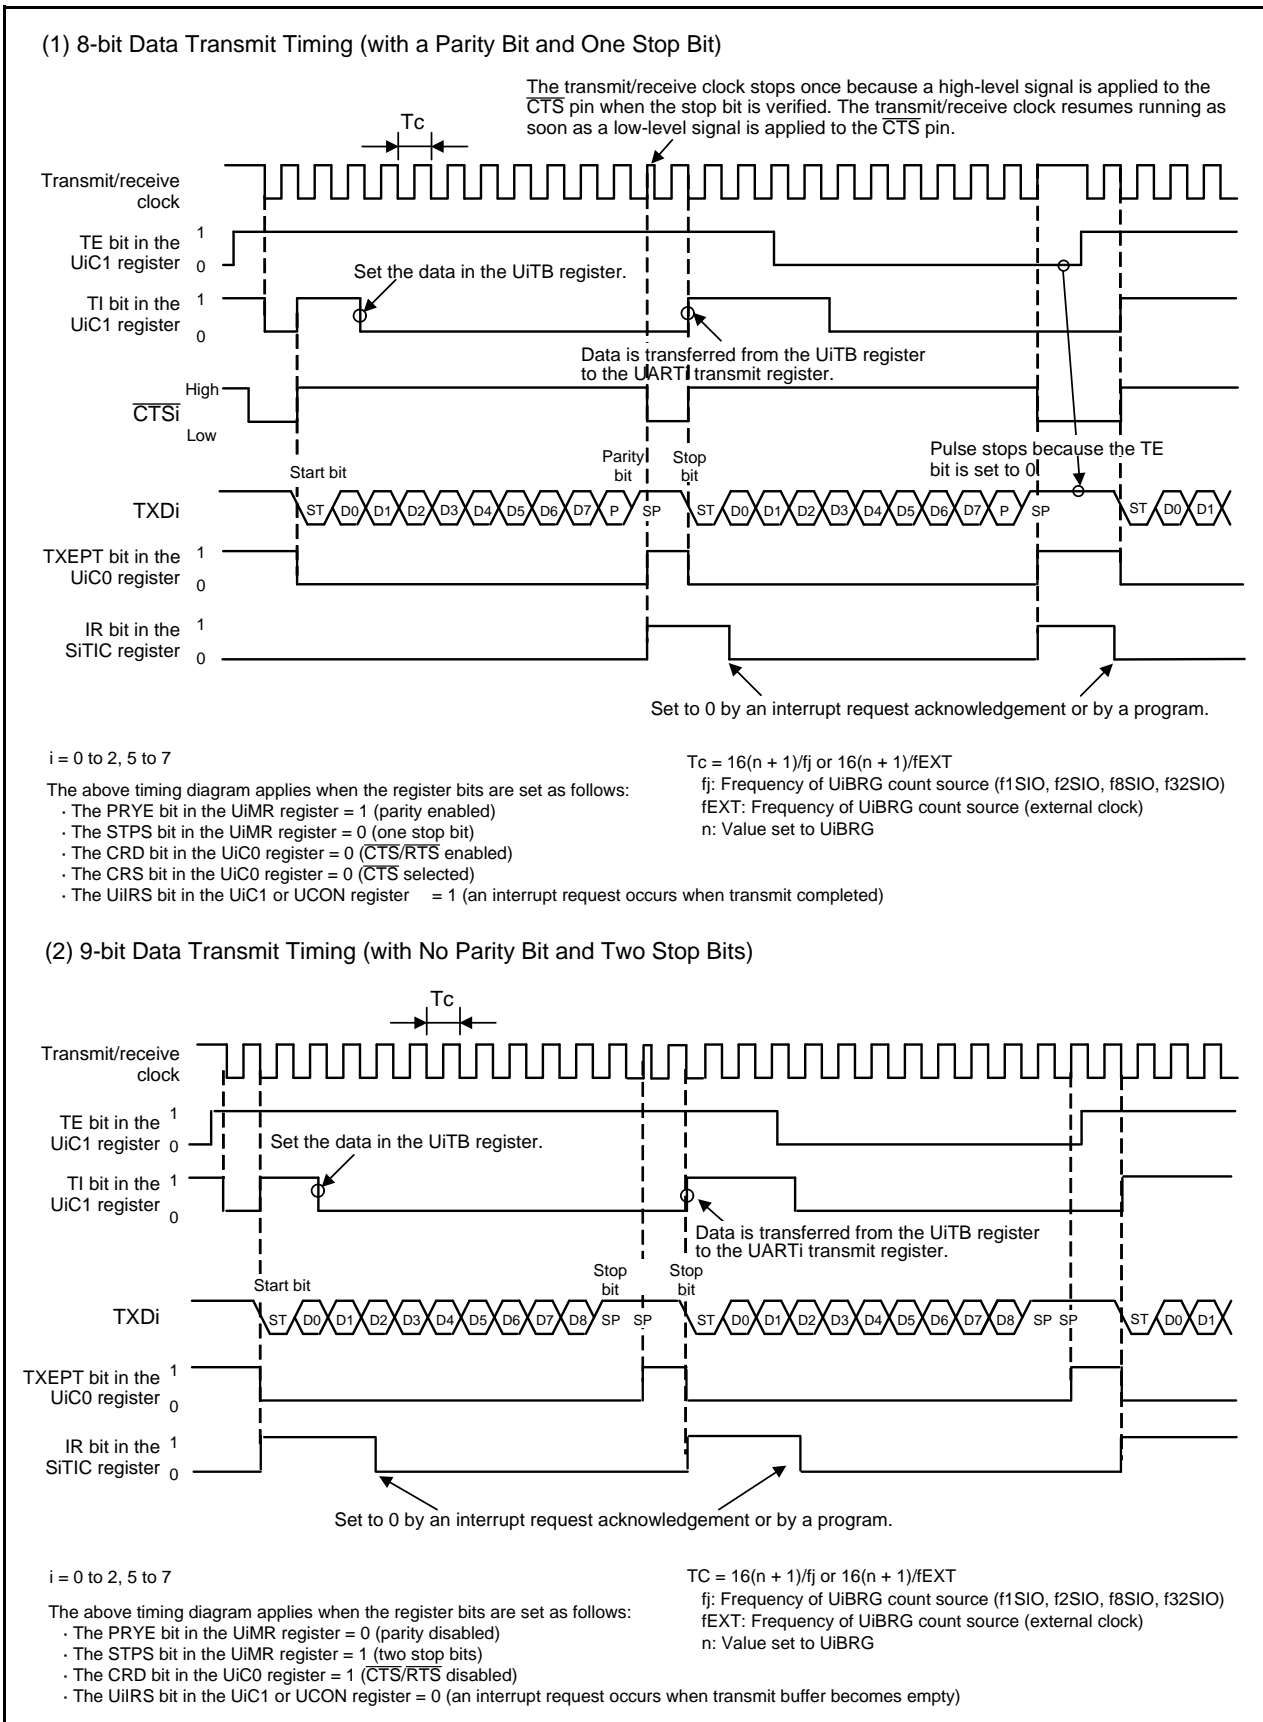 (1) 8-bit Data Transmit Timing (with a Parity Bit and One Stop Bit)
The transmit/receive clock stops once because a high-level signal is applied to the
CTS pin when the stop bit is verified. The transmit/receive clock resumes running as
soon as a low-level signal is applied to the CTS pin.
Tc
Transmit/receive
clock
TE bit in the
UiC1 register
1
0
Set the data in the UiTB register.
TI bit in the
UiC1 register
1
0
Data is transferred from the UiTB register
to the UARTi transmit register.
CTSi
High
Low
Pulse stops because the TE
bit is set to 0.
Start bit
Parity
bit
Stop
bit
TXDi
ST D0 D1 D2 D3 D4 D5 D6 D7 P SP ST D0 D1 D2 D3 D4 D5 D6 D7 P SP ST D0 D1
TXEPT bit in the
UiC0 register
1
0
IR bit in the
SiTIC register
1
0
Set to 0 by an interrupt request acknowledgement or by a program.
i = 0 to 2, 5 to 7
The above timing diagram applies when the register bits are set as follows:
· The PRYE bit in the UiMR register = 1 (parity enabled)
· The STPS bit in the UiMR register = 0 (one stop bit)
· The CRD bit in the UiC0 register = 0 (CTS/RTS enabled)
· The CRS bit in the UiC0 register = 0 (CTS selected)
· The UiIRS bit in the UiC1 or UCON register = 1 (an interrupt request occurs when transmit completed)
Tc = 16(n + 1)/fj or 16(n + 1)/fEXT
fj: Frequency of UiBRG count source (f1SIO, f2SIO, f8SIO, f32SIO)
fEXT: Frequency of UiBRG count source (external clock)
n: Value set to UiBRG
(2) 9-bit Data Transmit Timing (with No Parity Bit and Two Stop Bits)
Tc
Transmit/receive
clock
TE bit in the
UiC1 register
1
0
Set the data in the UiTB register.
TI bit in the
UiC1 register
1
0
Data is transferred from the UiTB register
to the UARTi transmit register.
Start bit
Stop
bit
Stop
bit
TXDi
ST D0 D1 D2 D3 D4 D5 D6 D7 D8 SP SP ST D0 D1 D2 D3 D4 D5 D6 D7 D8 SP SP ST D0 D1
TXEPT bit in the
UiC0 register
1
0
IR bit in the
SiTIC register
1
0
Set to 0 by an interrupt request acknowledgement or by a program.
i = 0 to 2, 5 to 7
The above timing diagram applies when the register bits are set as follows:
· The PRYE bit in the UiMR register = 0 (parity disabled)
· The STPS bit in the UiMR register = 1 (two stop bits)
· The CRD bit in the UiC0 register = 1 (CTS/RTS disabled)
· The UiIRS bit in the UiC1 or UCON register = 0 (an interrupt request occurs when transmit buffer becomes empty)
TC = 16(n + 1)/fj or 16(n + 1)/fEXT
fj: Frequency of UiBRG count source (f1SIO, f2SIO, f8SIO, f32SIO)
fEXT: Frequency of UiBRG count source (external clock)
n: Value set to UiBRG